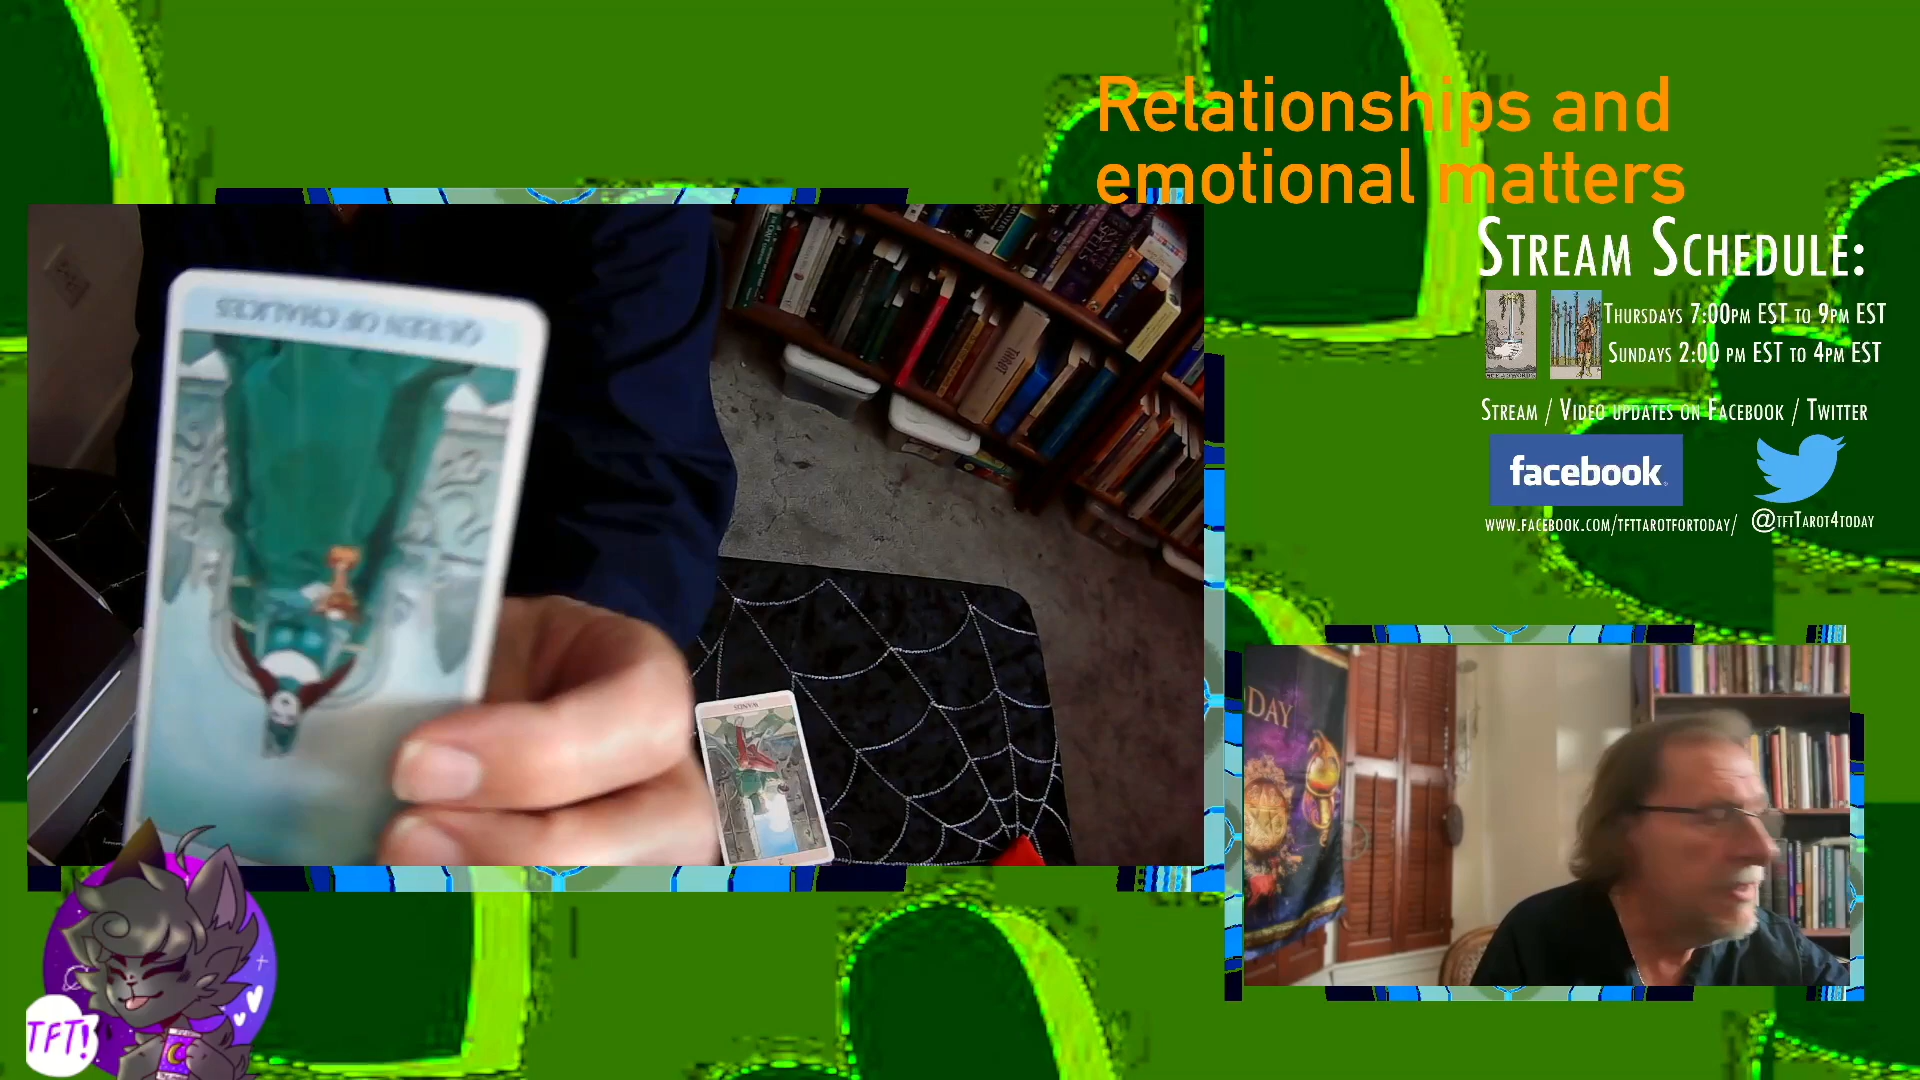 Relationships and
emotional matters
STREAM SCHEDULE:
THURSDAYS 7:00PM EST TO 9PM EST
SUNDAYS 2:00 PM EST TO 4PM EST
STREAM / VIDEO UPDATES ON FACEBOOK / TWITTER
facebook
WWW.FACEBOOK.COM/TFTTAROTFORTODAY/
@TFTTAROT4TODAY
QUEEN OF CHALICES
WANDS
TAROT
DAY
TFT!